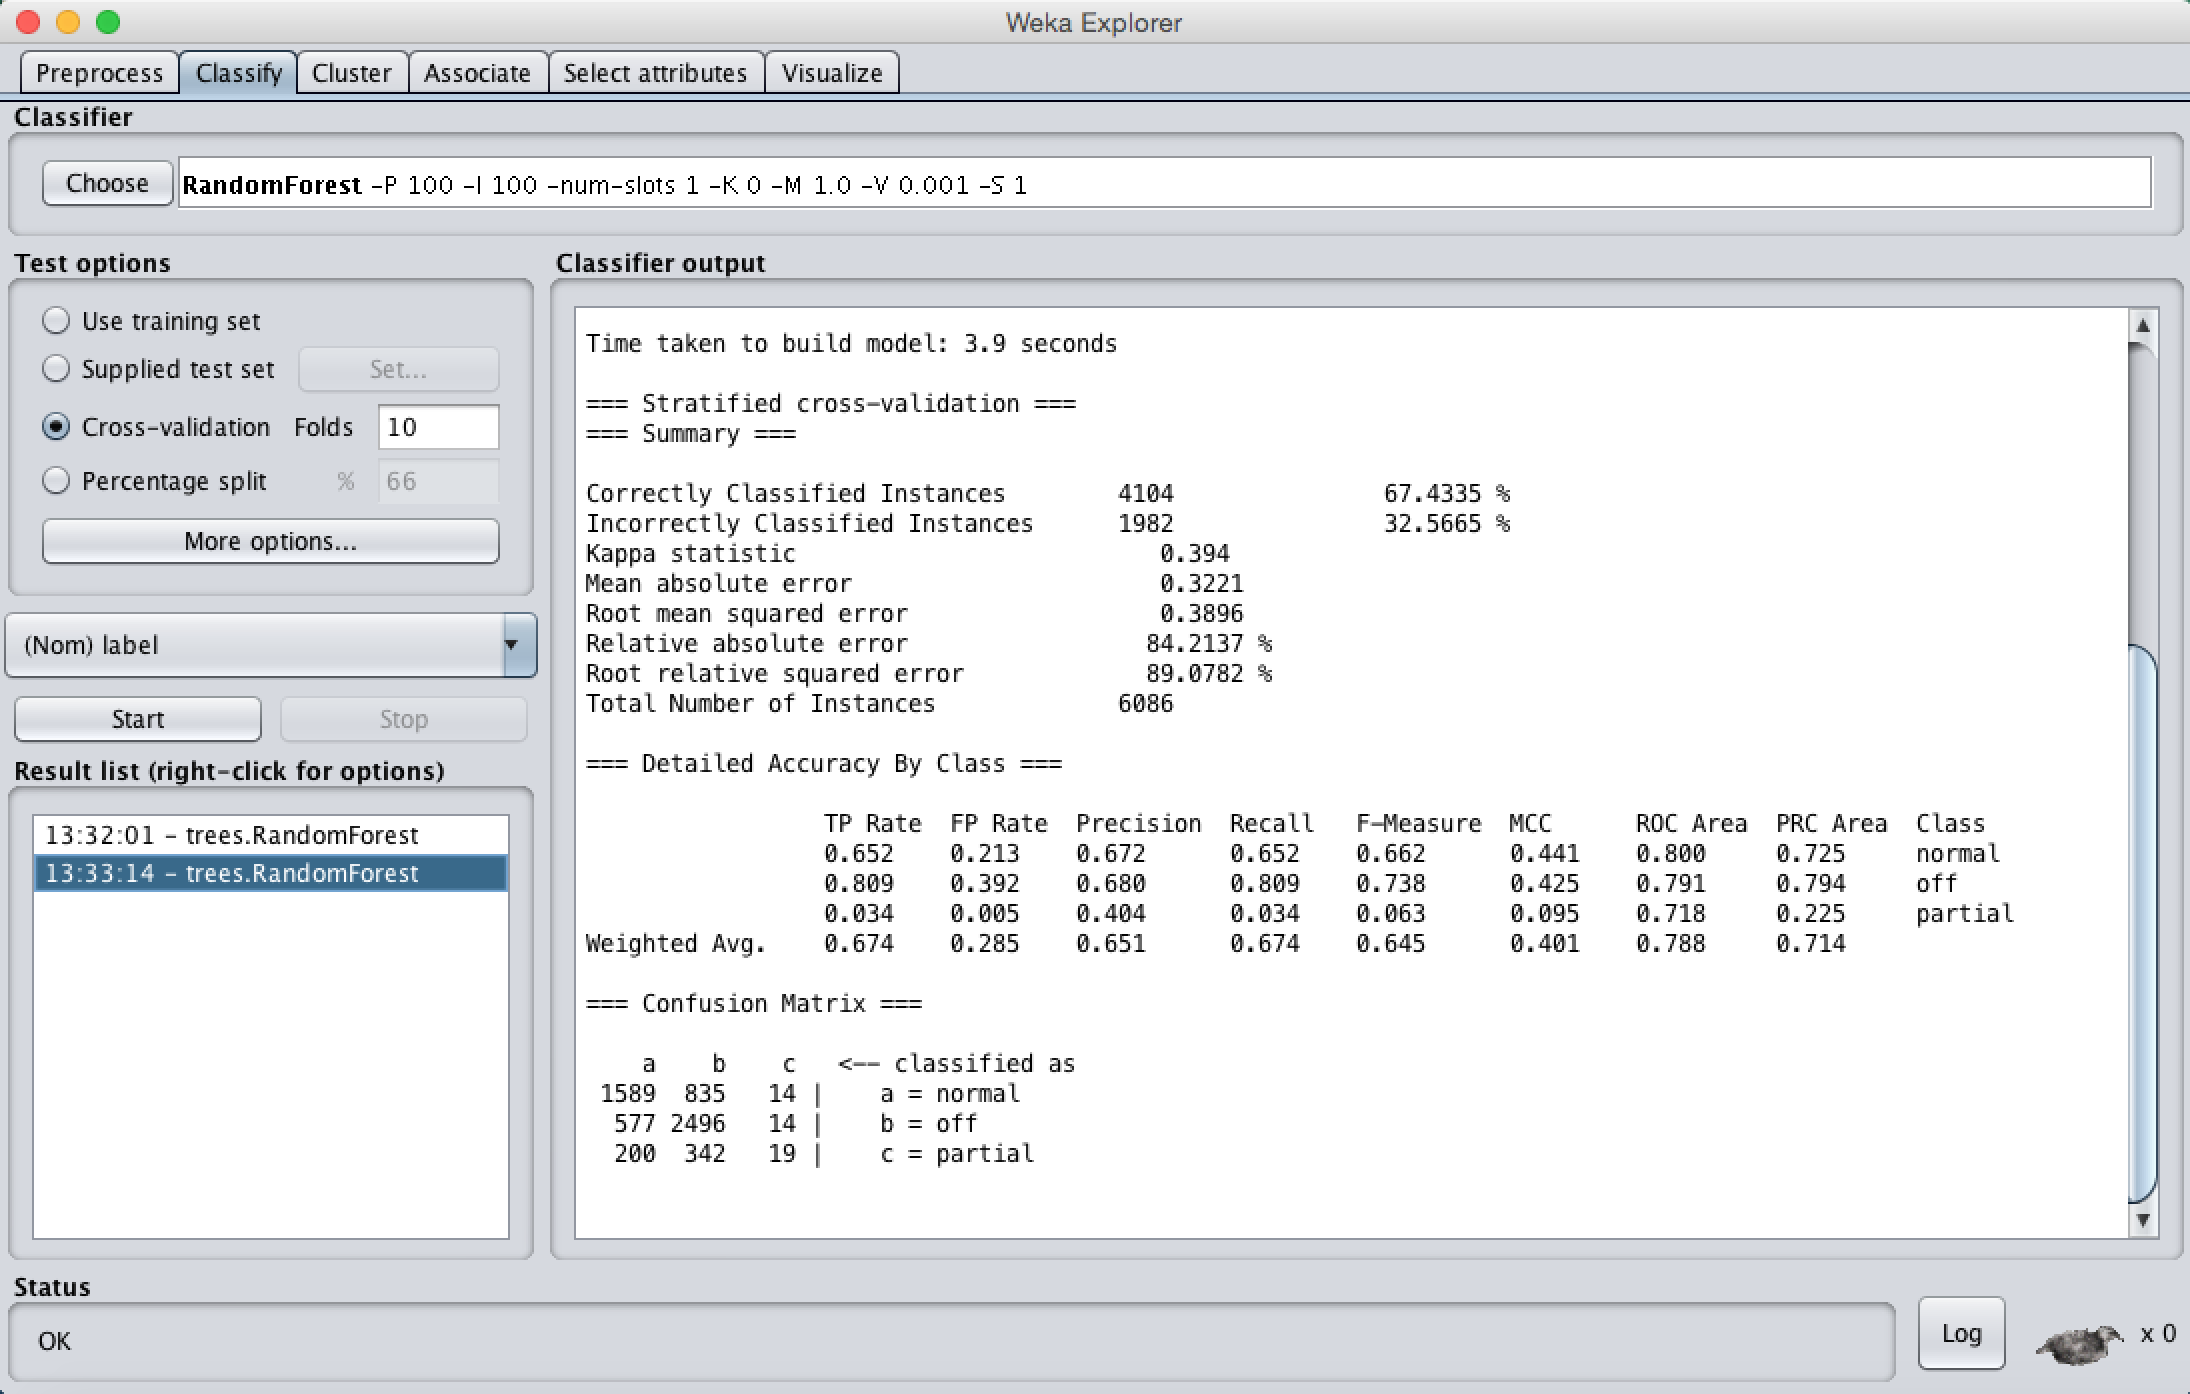 Weka Explorer
Preprocess Classify Cluster Associate Select attributes Visualize
Classifier
Choose RandomForest -P 100 -I 100 -num-slots 1 -K 0 -M 1.0 -V 0.001 -S 1
Test options
Use training set
Supplied test set Set...
Cross-validation Folds 10
Percentage split % 66
More options...
(Nom) label
Start Stop
Result list (right-click for options)
13:32:01 - trees.RandomForest
13:33:14 - trees.RandomForest
Classifier output
Time taken to build model: 3.9 seconds
=== Stratified cross-validation ===
=== Summary ===
Correctly Classified Instances 4104 67.4335 %
Incorrectly Classified Instances 1982 32.5665 %
Kappa statistic 0.394
Mean absolute error 0.3221
Root mean squared error 0.3896
Relative absolute error 84.2137 %
Root relative squared error 89.0782 %
Total Number of Instances 6086
=== Detailed Accuracy By Class ===
TP Rate FP Rate Precision Recall F-Measure MCC ROC Area PRC Area Class
0.652 0.213 0.672 0.652 0.662 0.441 0.800 0.725 normal
0.809 0.392 0.680 0.809 0.738 0.425 0.791 0.794 off
0.034 0.005 0.404 0.034 0.063 0.095 0.718 0.225 partial
Weighted Avg. 0.674 0.285 0.651 0.674 0.645 0.401 0.788 0.714
=== Confusion Matrix ===
a b c <-- classified as
1589 835 14 | a = normal
577 2496 14 | b = off
200 342 19 | c = partial
Status
OK
Log x 0